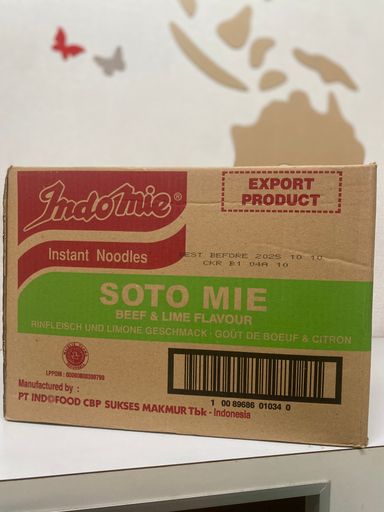 EXPORT
PRODUCT
Indomie®
Instant Noodles
BEST BEFORE 2025 10 10
CKR B1 04A 10
SOTO MIE
BEEF & LIME FLAVOUR
RINFLEISCH UND LIMONE GESCHMACK · GOÛT DE BOEUF & CITRON
LPPOM : 00090000390799
Manufactured by :
PT INDOFOOD CBP SUKSES MAKMUR Tbk - Indonesia
1 00 89686 01034 0